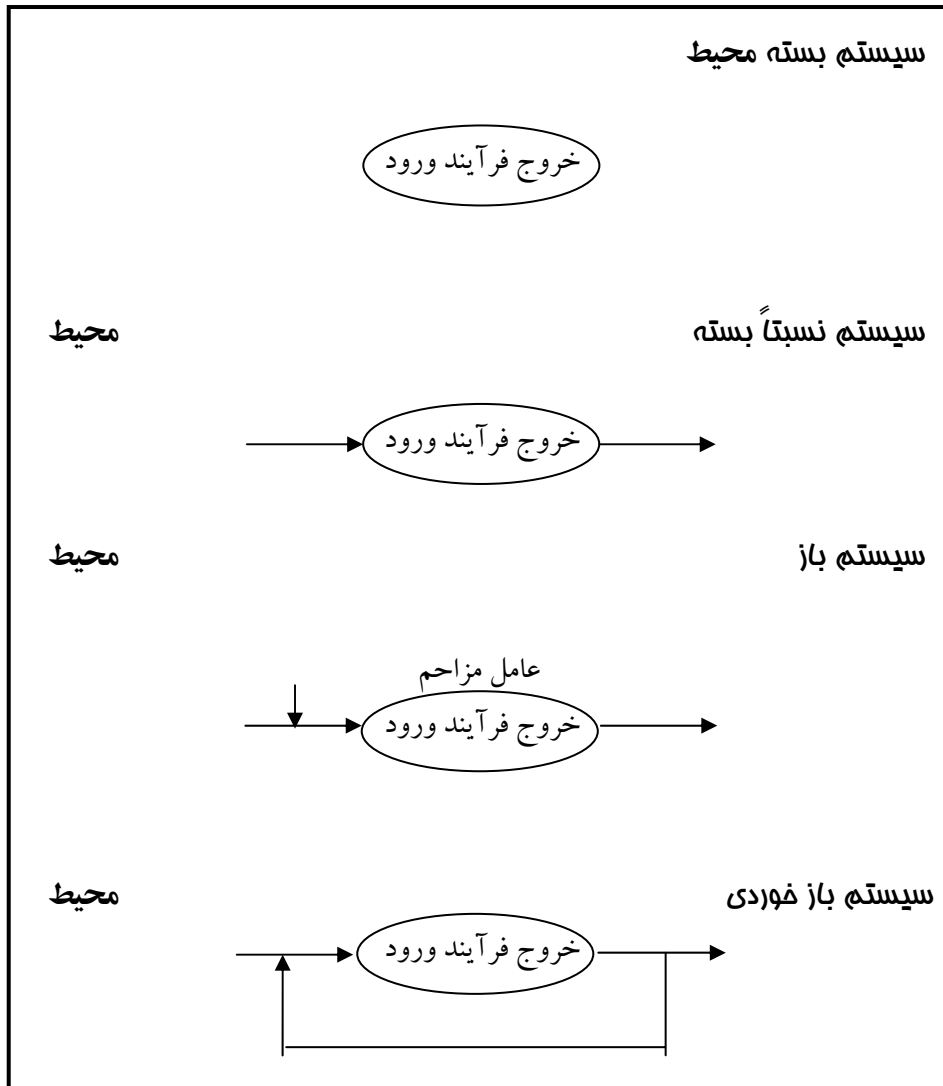 سیستم بسته محیط
خروج فرآیند ورود
سیستم نسبتاً بسته محیط
خروج فرآیند ورود
سیستم باز محیط
عامل مزاحم
خروج فرآیند ورود
سیستم باز خوردی محیط
خروج فرآیند ورود